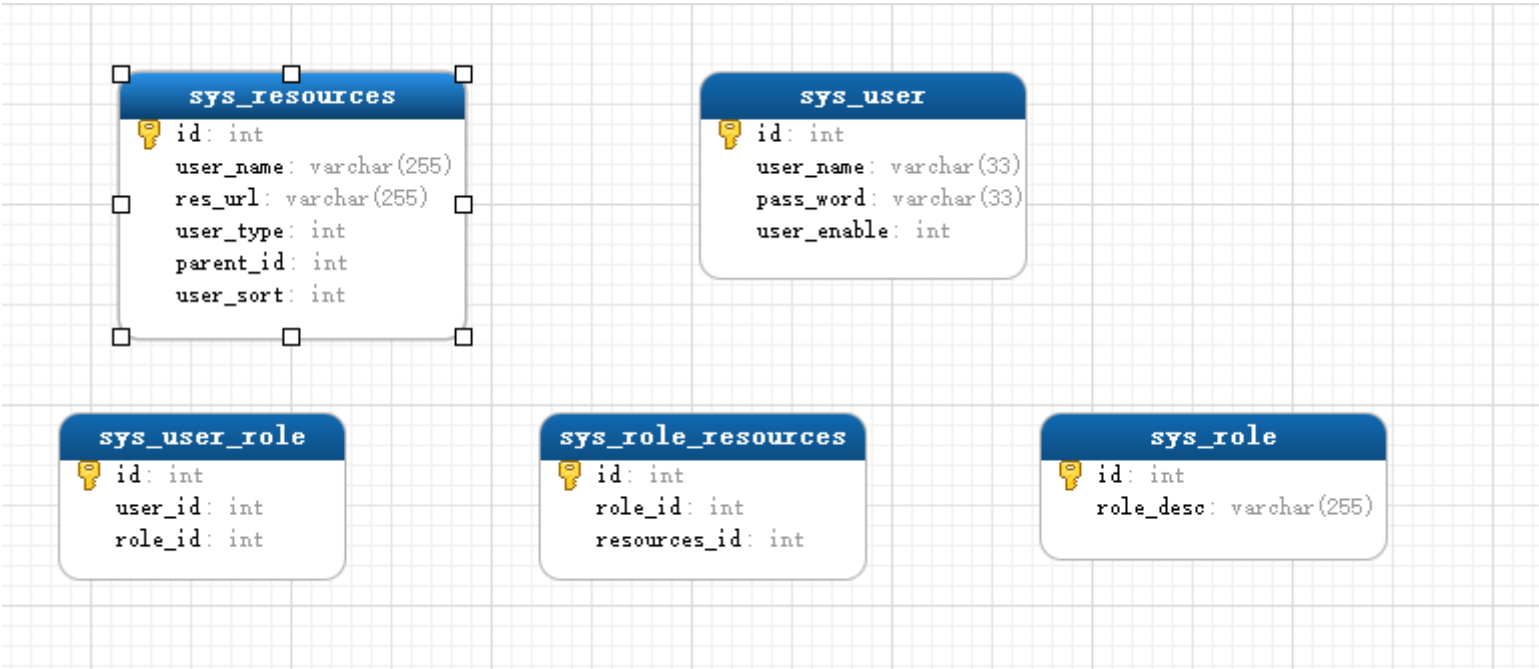 sys_resources
id: int
user_name: varchar(255)
res_url: varchar(255)
user_type: int
parent_id: int
user_sort: int
sys_user
id: int
user_name: varchar(33)
pass_word: varchar(33)
user_enable: int
sys_user_role
id: int
user_id: int
role_id: int
sys_role_resources
id: int
role_id: int
resources_id: int
sys_role
id: int
role_desc: varchar(255)